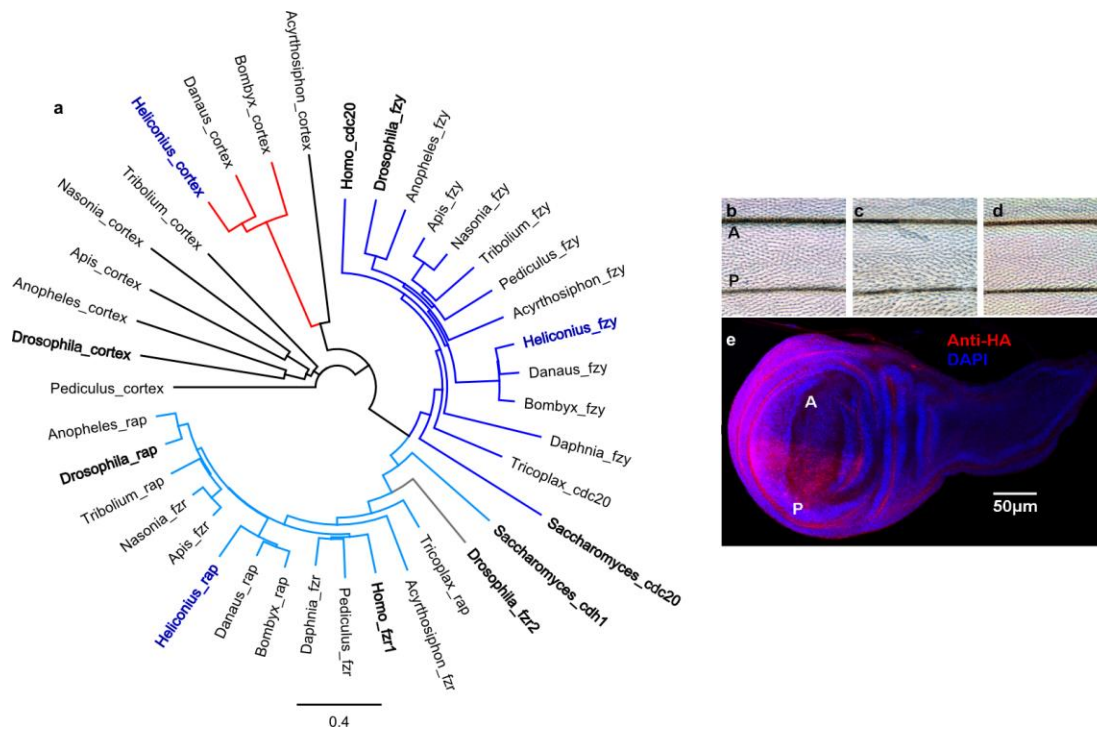 a
Pediculus_cortex
Drosophila_cortex
Anopheles_cortex
Apis_cortex
Nasonia_cortex
Tribolium_cortex
Heliconius_cortex
Danaus_cortex
Bombyx_cortex
Acyrthosiphon_cortex
Homo_cdc20
Drosophila_fzy
Anopheles_fzy
Apis_fzy
Nasonia_fzy
Tribolium_fzy
Pediculus_fzy
Acyrthosiphon_fzy
Heliconius_fzy
Danaus_fzy
Bombyx_fzy
Daphnia_fzy
Tricoplax_cdc20
Saccharomyces_cdc20
Saccharomyces_cdh1
Drosophila_fzr2
Tricoplax_rap
Acyrthosiphon_fzr
Homo_fzr1
Pediculus_fzr
Daphnia_fzr
Bombyx_rap
Danaus_rap
Heliconius_rap
Apis_fzr
Nasonia_fzr
Tribolium_rap
Drosophila_rap
Anopheles_rap
0.4
b
A
P
c
d
e
Anti-HA
DAPI
A
P
50µm